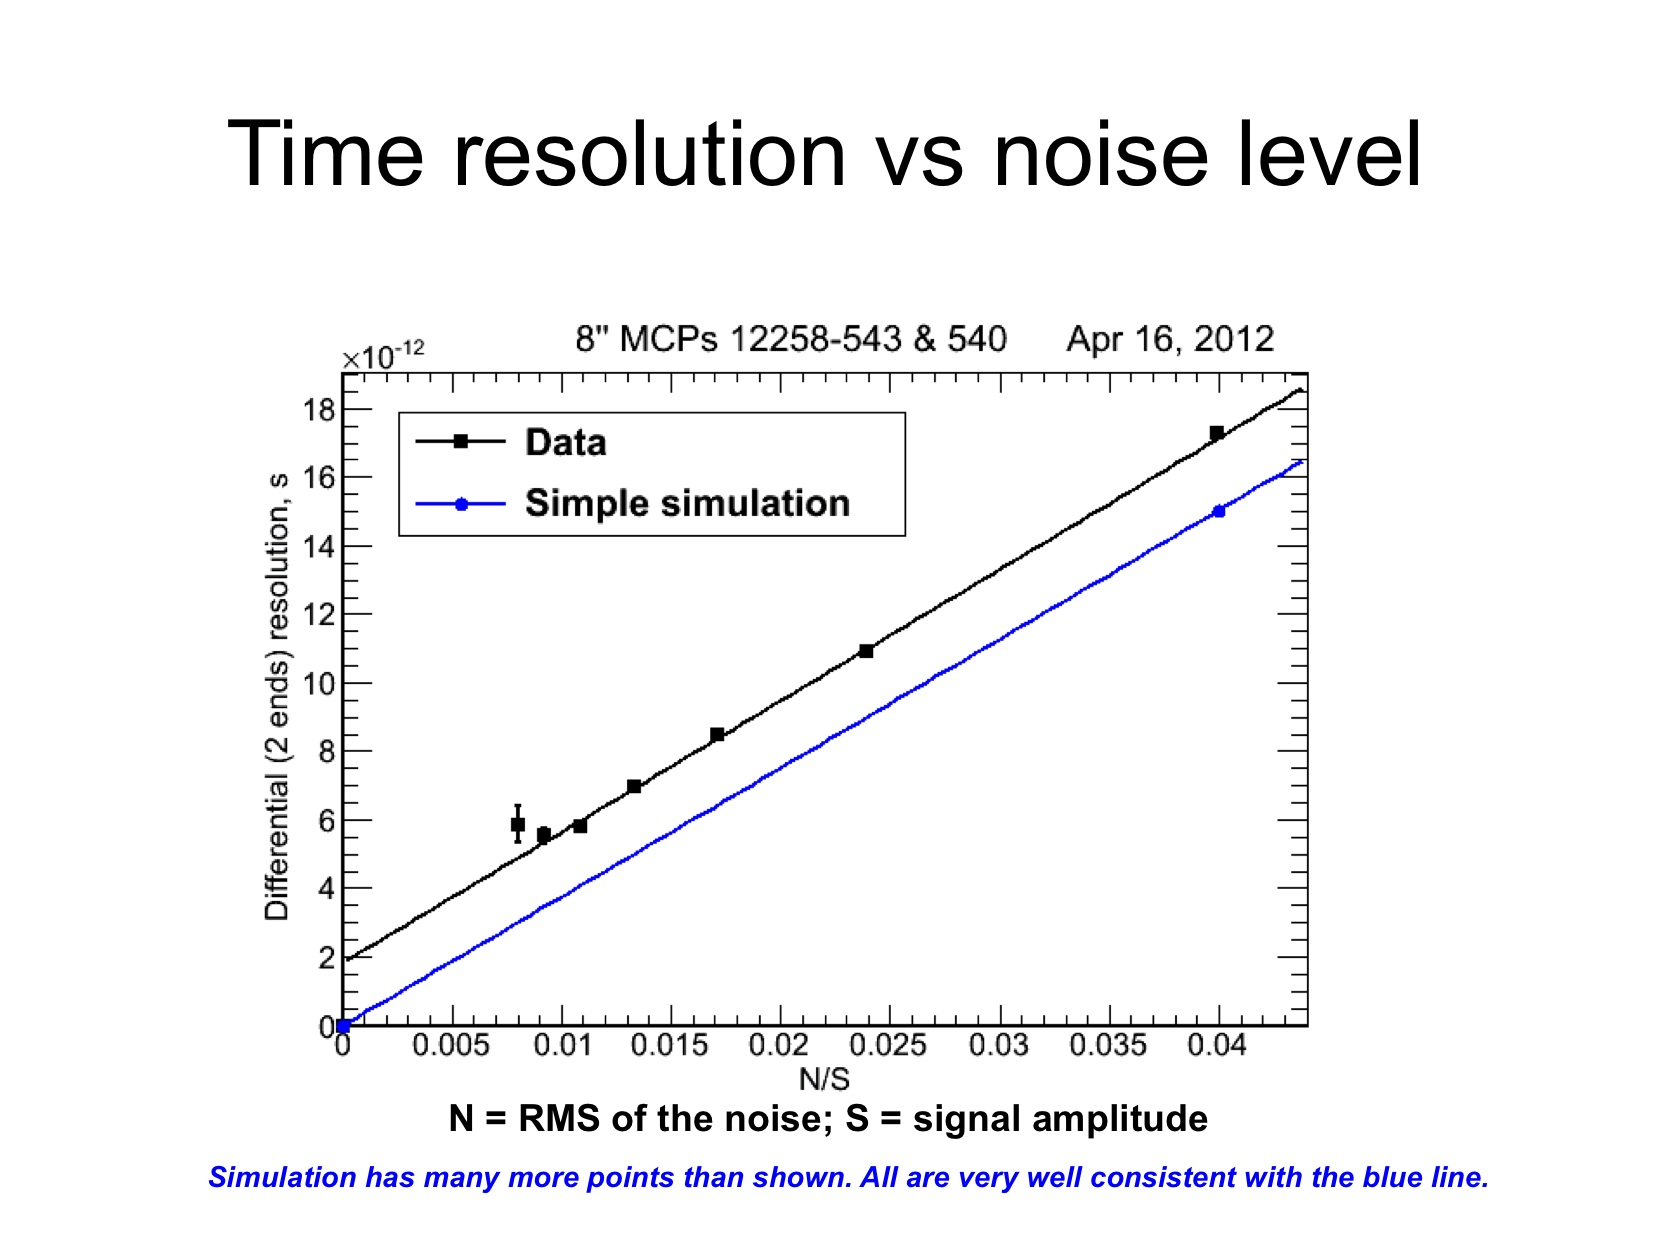 Time resolution vs noise level
8" MCPs 12258-543 & 540 Apr 16, 2012
×10-12
Data
Simple simulation
18
16
14
12
10
8
6
4
2
0
Differential (2 ends) resolution, s
0 0.005 0.01 0.015 0.02 0.025 0.03 0.035 0.04
N/S
N = RMS of the noise; S = signal amplitude
Simulation has many more points than shown. All are very well consistent with the blue line.